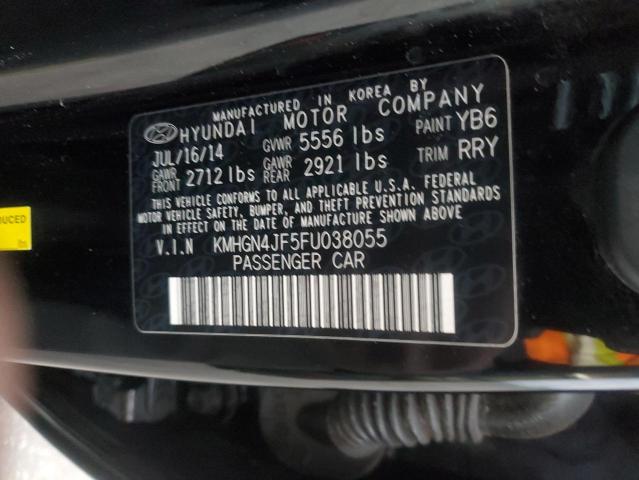 MANUFACTURED IN KOREA BY
HYUNDAI MOTOR COMPANY
JUL/16/14 GVWR 5556 lbs PAINT YB6
GAWR FRONT 2712 lbs GAWR REAR 2921 lbs TRIM RRY
THIS VEHICLE CONFORMS TO ALL APPLICABLE U.S.A. FEDERAL
MOTOR VEHICLE SAFETY, BUMPER, AND THEFT PREVENTION STANDARDS
IN EFFECT ON THE DATE OF MANUFACTURE SHOWN ABOVE.
V.I.N KMHGN4JF5FU038055
PASSENGER CAR
DUCED
lbs